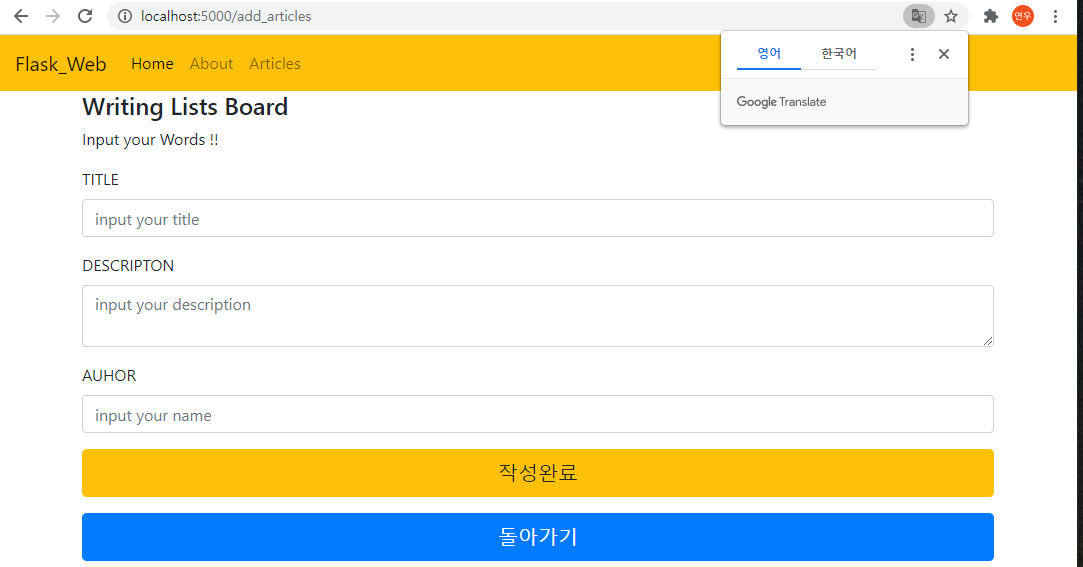 localhost:5000/add_articles
연우
영어 한국어
Google Translate
Flask_Web Home About Articles
Writing Lists Board
Input your Words !!
TITLE
input your title
DESCRIPTON
input your description
AUHOR
input your name
작성완료
돌아가기